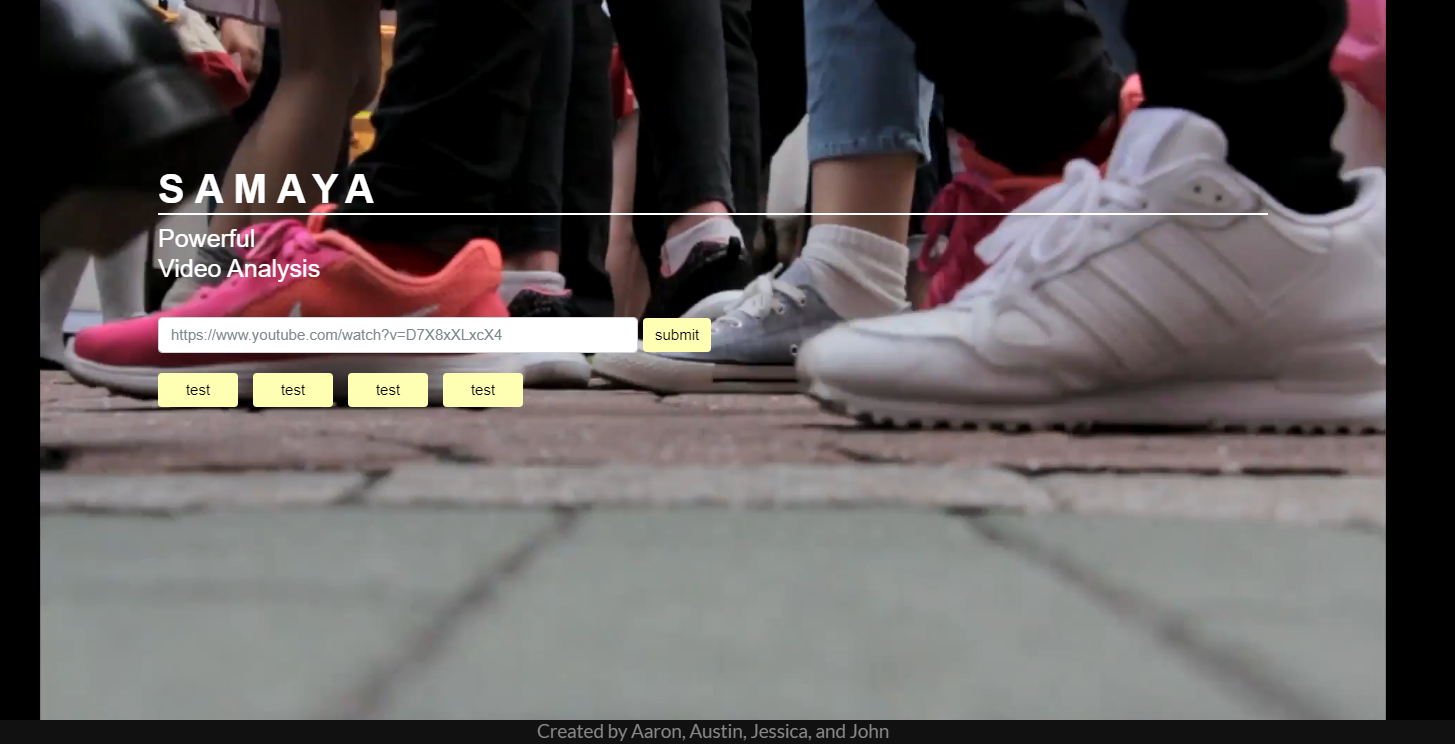 SAMAYA
Powerful
Video Analysis
https://www.youtube.com/watch?v=D7X8xXLxcX4
submit
test test test test
Created by Aaron, Austin, Jessica, and John